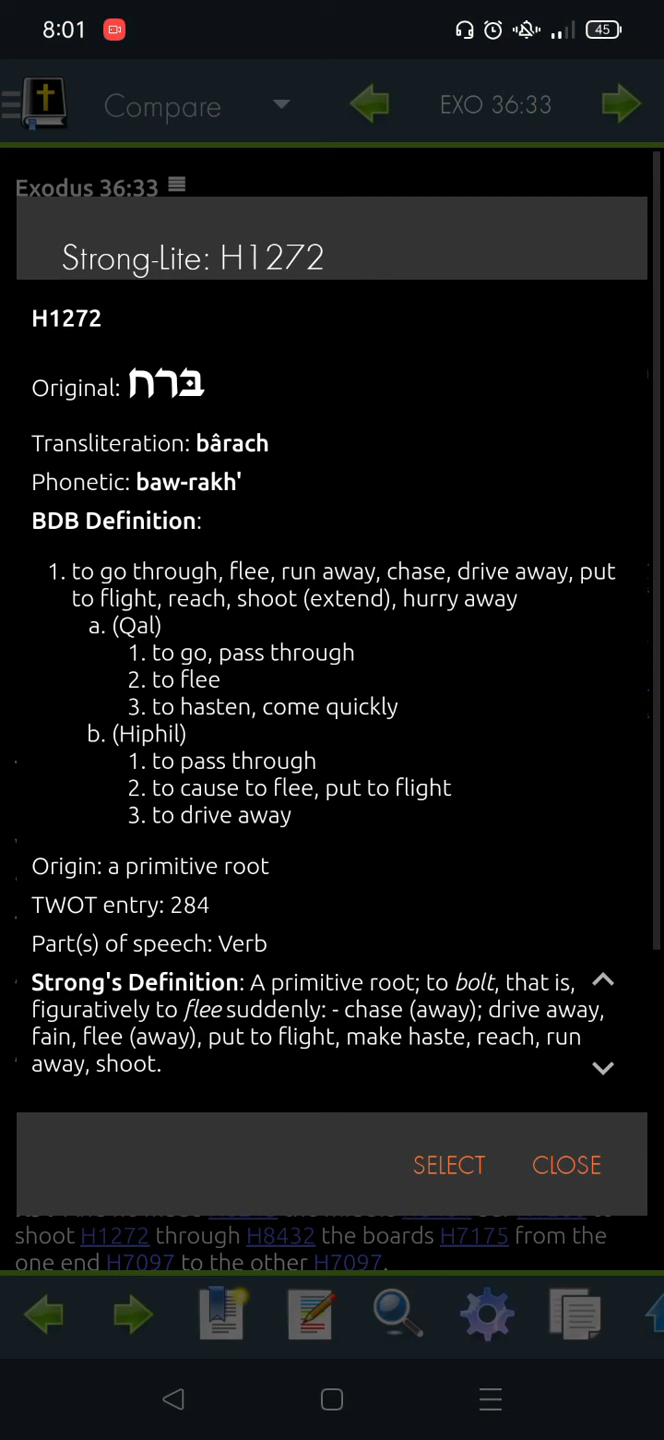 8:01
45
Compare
EXO 36:33
Exodus 36:33
Strong-Lite: H1272
H1272
Original: בּרח
Transliteration: bârach
Phonetic: baw-rakh'
BDB Definition:
1. to go through, flee, run away, chase, drive away, put
to flight, reach, shoot (extend), hurry away
a. (Qal)
1. to go, pass through
2. to flee
3. to hasten, come quickly
b. (Hiphil)
1. to pass through
2. to cause to flee, put to flight
3. to drive away
Origin: a primitive root
TWOT entry: 284
Part(s) of speech: Verb
Strong's Definition: A primitive root; to bolt, that is,
figuratively to flee suddenly: - chase (away); drive away,
fain, flee (away), put to flight, make haste, reach, run
away, shoot.
SELECT
CLOSE
shoot H1272 through H8432 the boards H7175 from the
one end H7097 to the other H7097.